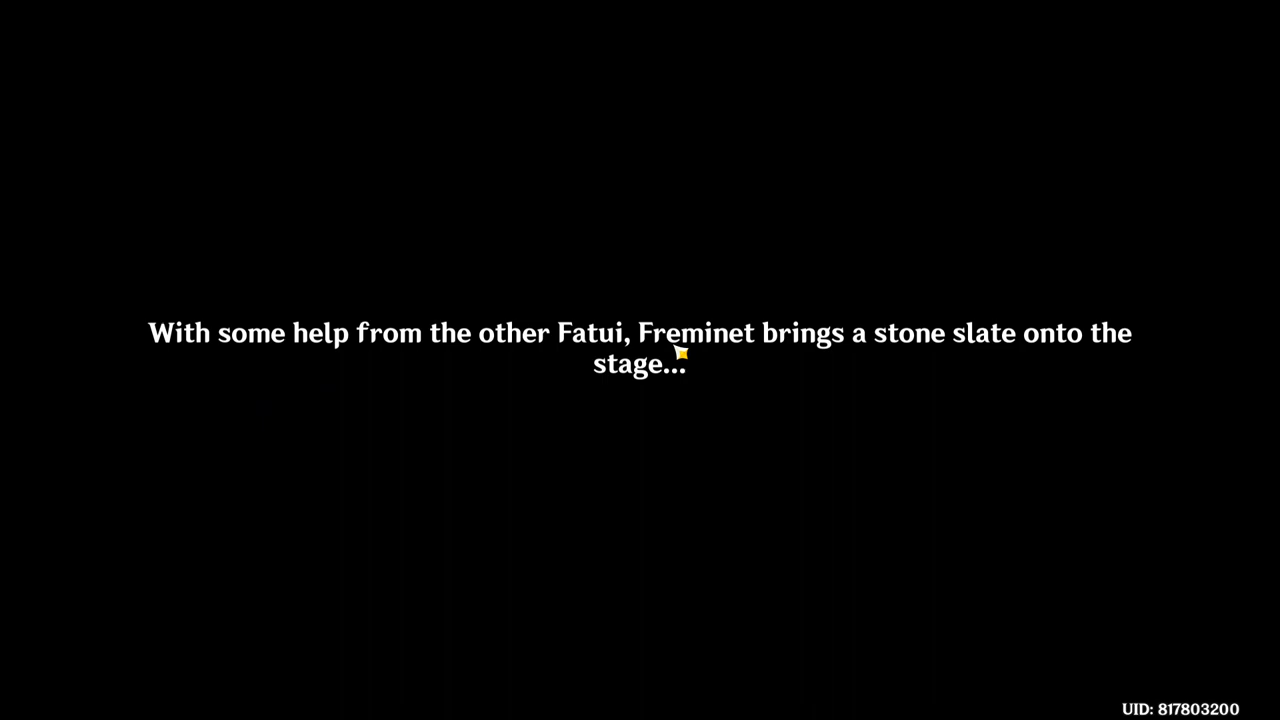 With some help from the other Fatui, Freminet brings a stone slate onto the
stage...
UID: 817803200